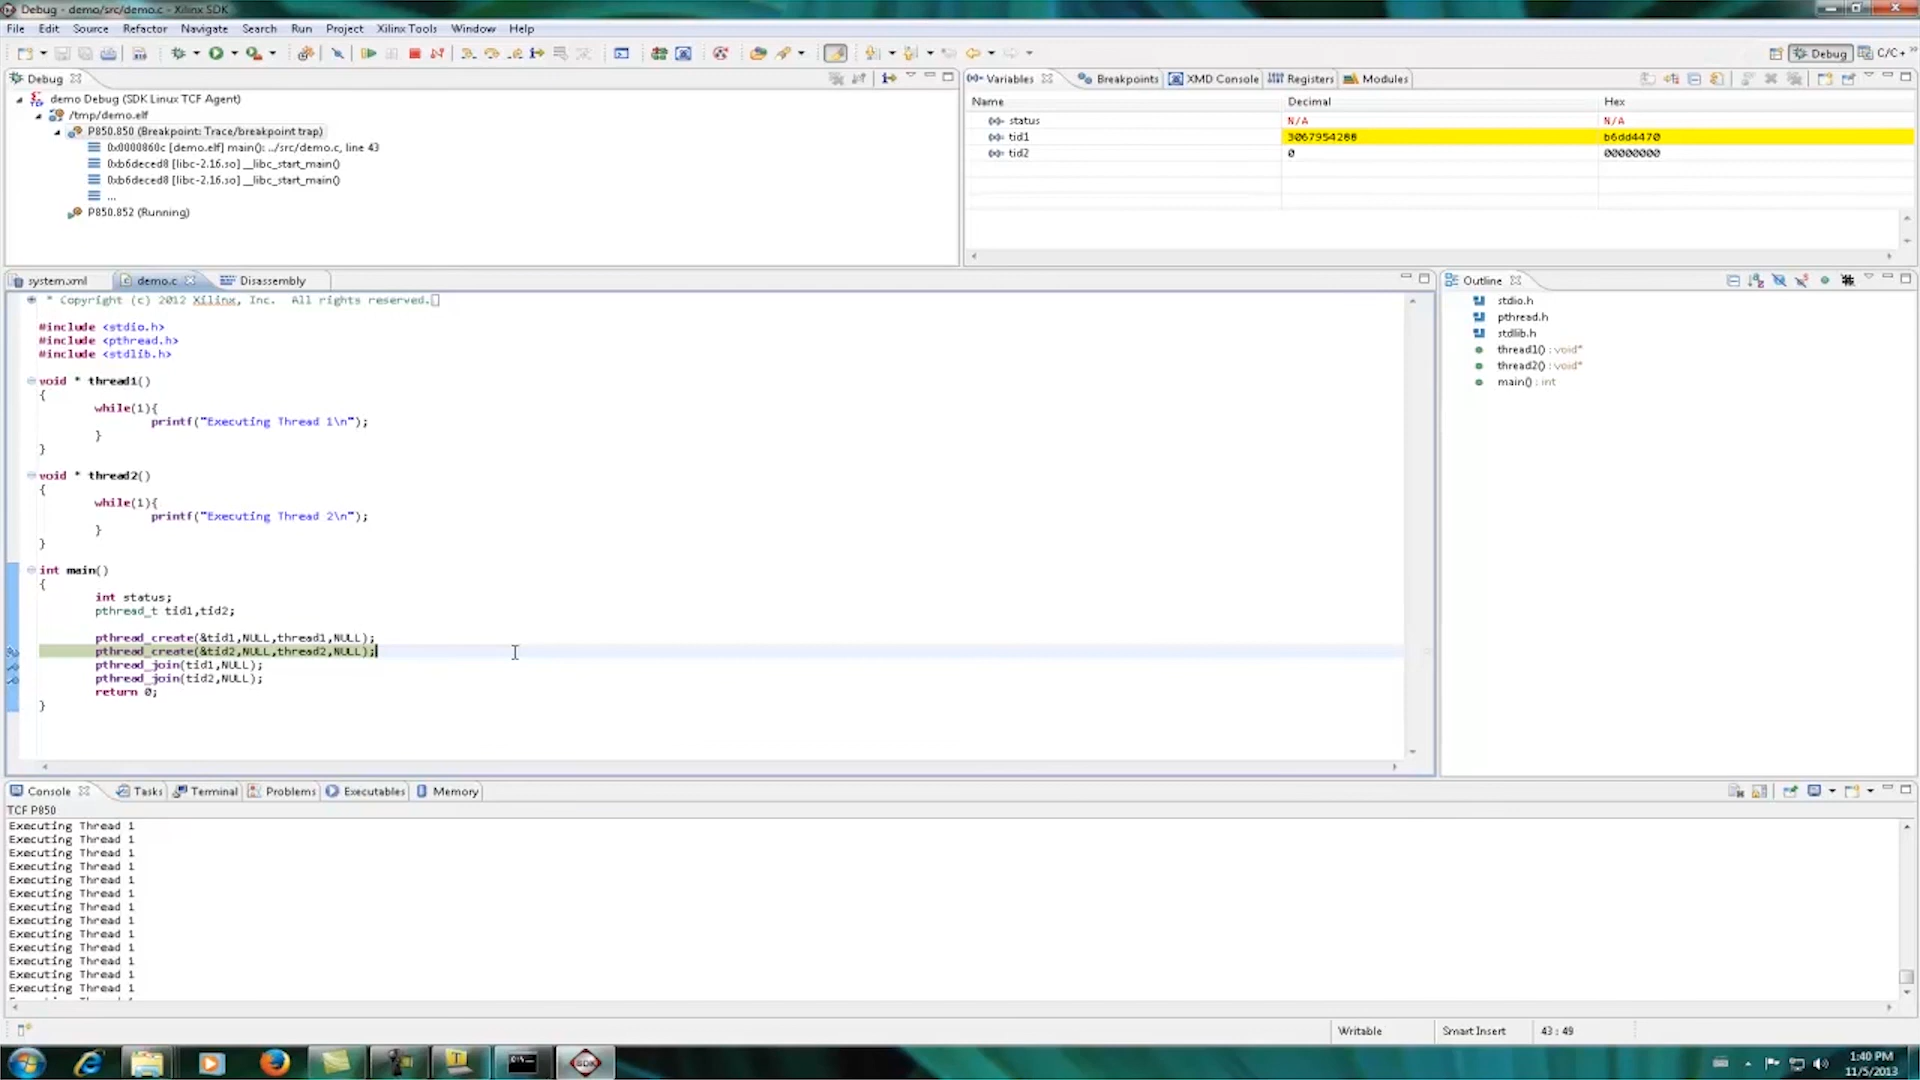 Debug - demo/src/demo.c - Xilinx SDK
File Edit Source Refactor Navigate Search Run Project Xilinx Tools Window Help
Debug C/C+
Debug
demo Debug (SDK Linux TCF Agent)
/tmp/demo.elf
P850.850 (Breakpoint: Trace/breakpoint trap)
0x0000860c [demo.elf] main(): ../src/demo.c, line 43
0xb6deced8 [libc-2.16.so] __libc_start_main()
0xb6deced8 [libc-2.16.so] __libc_start_main()
...
P850.852 (Running)
Variables Breakpoints XMD Console Registers Modules
Name Decimal Hex
status N/A N/A
tid1 3067954288 b6dd4470
tid2 0 00000000
system.xml demo.c Disassembly
* Copyright (c) 2012 Xilinx, Inc. All rights reserved.
#include <stdio.h>
#include <pthread.h>
#include <stdlib.h>
void * thread1()
{
while(1){
printf("Executing Thread 1\n");
}
}
void * thread2()
{
while(1){
printf("Executing Thread 2\n");
}
}
int main()
{
int status;
pthread_t tid1,tid2;
pthread_create(&tid1,NULL,thread1,NULL);
pthread_create(&tid2,NULL,thread2,NULL);
pthread_join(tid1,NULL);
pthread_join(tid2,NULL);
return 0;
}
Outline
stdio.h
pthread.h
stdlib.h
thread1() : void*
thread2() : void*
main() : int
Console Tasks Terminal Problems Executables Memory
TCF P850
Executing Thread 1
Executing Thread 1
Executing Thread 1
Executing Thread 1
Executing Thread 1
Executing Thread 1
Executing Thread 1
Executing Thread 1
Executing Thread 1
Executing Thread 1
Executing Thread 1
Executing Thread 1
Executing Thread 1
Writable Smart Insert 43 : 49
SDK
1:40 PM
11/5/2013